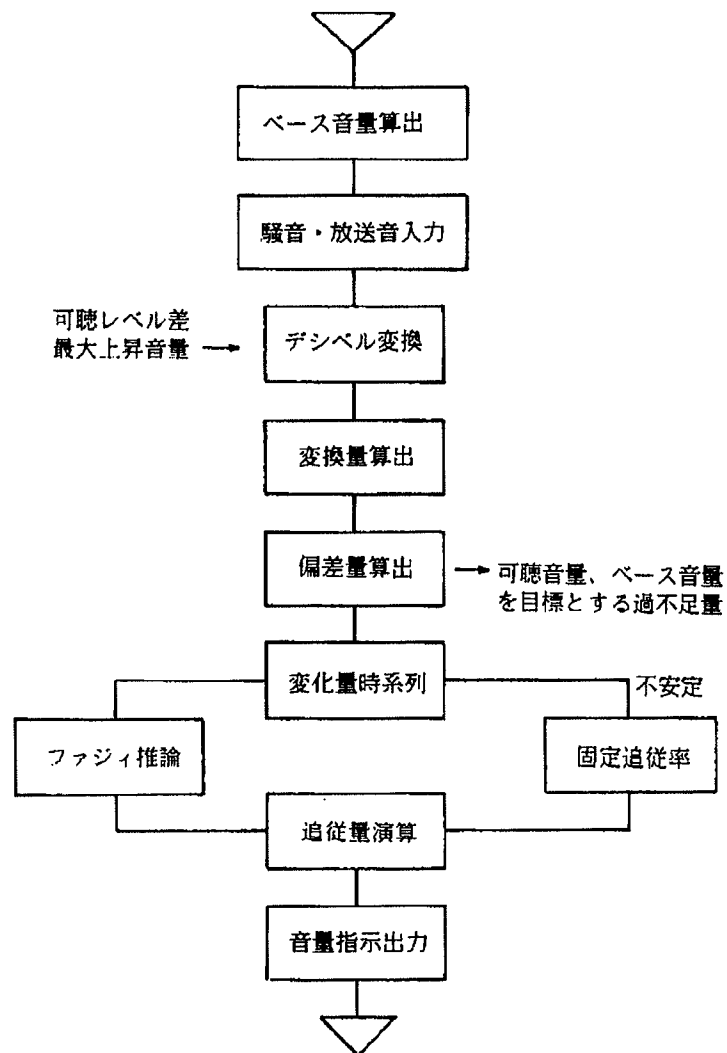 ベース音量算出
騒音・放送音入力
可聴レベル差
最大上昇音量
デシベル変換
変換量算出
偏差量算出
可聴音量、ベース音量
を目標とする過不足量
変化量時系列
不安定
ファジィ推論
固定追従率
追従量演算
音量指示出力